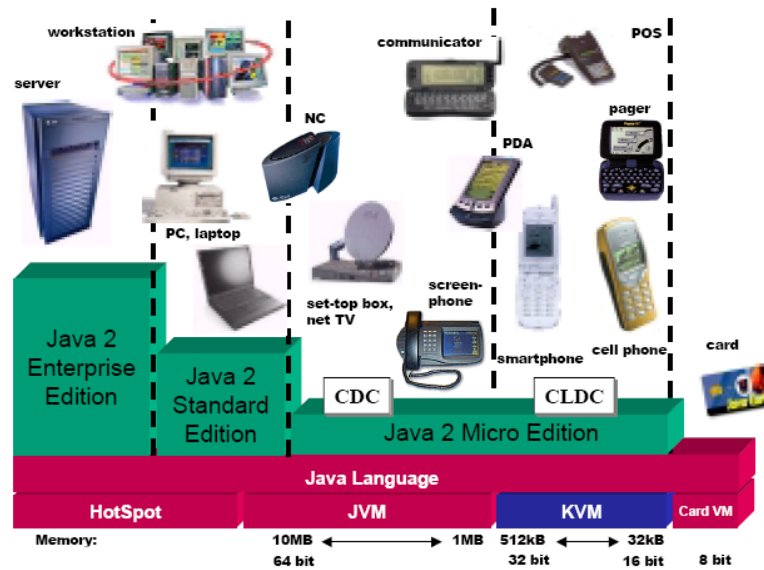 workstation
server
communicator
POS
NC
pager
PDA
PC, laptop
set-top box,
net TV
screen-
phone
smartphone
cell phone
card
Java 2
Enterprise
Edition
Java 2
Standard
Edition
CDC
CLDC
Java 2 Micro Edition
Java Language
HotSpot
JVM
KVM
Card VM
Memory:
10MB
1MB
512kB
32kB
64 bit
32 bit
16 bit
8 bit